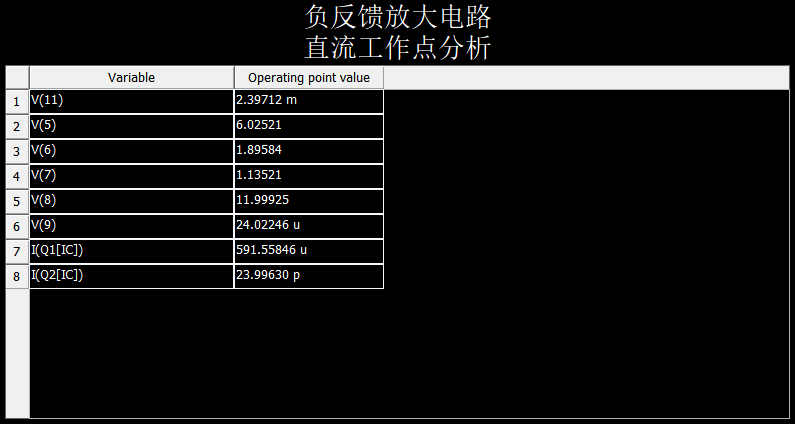 负反馈放大电路
直流工作点分析
Variable Operating point value
1 V(11) 2.39712 m
2 V(5) 6.02521
3 V(6) 1.89584
4 V(7) 1.13521
5 V(8) 11.99925
6 V(9) 24.02246 u
7 I(Q1[IC]) 591.55846 u
8 I(Q2[IC]) 23.99630 p